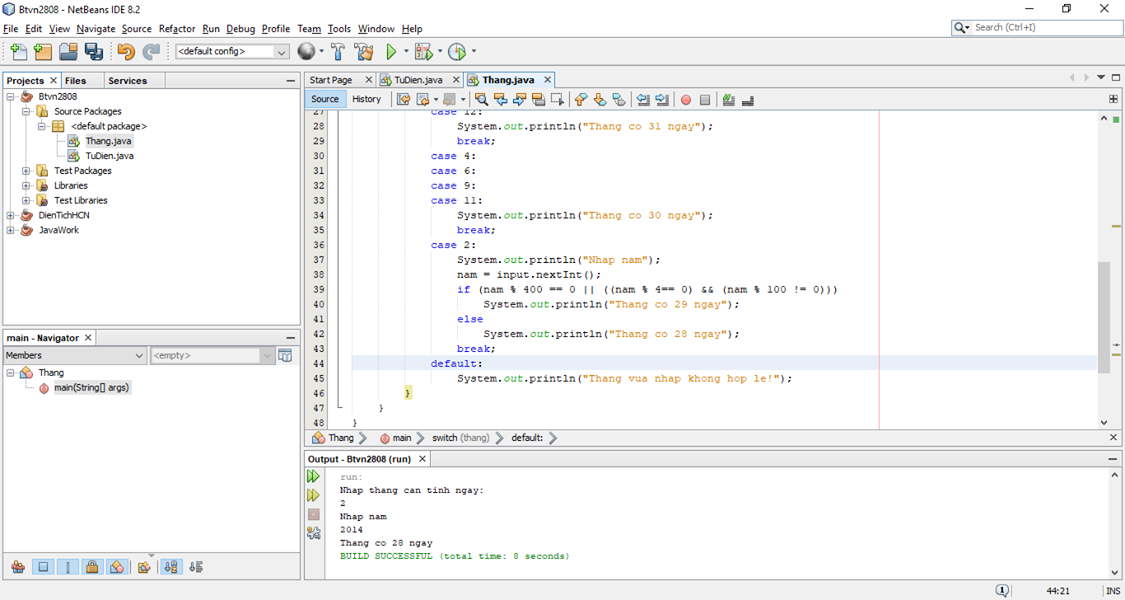 Btvn2808 - NetBeans IDE 8.2
File Edit View Navigate Source Refactor Run Debug Profile Team Tools Window Help
Search (Ctrl+I)
<default config>
Projects Files Services
Btvn2808
Source Packages
<default package>
Thang.java
TuDien.java
Test Packages
Libraries
Test Libraries
DienTichHCN
JavaWork
main - Navigator
Members <empty>
Thang
main(String[] args)
Start Page TuDien.java Thang.java
Source History
27 case 12:
28 System.out.println("Thang co 31 ngay");
29 break;
30 case 4:
31 case 6:
32 case 9:
33 case 11:
34 System.out.println("Thang co 30 ngay");
35 break;
36 case 2:
37 System.out.println("Nhap nam");
38 nam = input.nextInt();
39 if (nam % 400 == 0 || ((nam % 4== 0) && (nam % 100 != 0)))
40 System.out.println("Thang co 29 ngay");
41 else
42 System.out.println("Thang co 28 ngay");
43 break;
44 default:
45 System.out.println("Thang vua nhap khong hop le!");
46 }
47 }
48 }
Thang main switch (thang) default:
Output - Btvn2808 (run)
run:
Nhap thang can tinh ngay:
2
Nhap nam
2014
Thang co 28 ngay
BUILD SUCCESSFUL (total time: 8 seconds)
1 44:21 INS